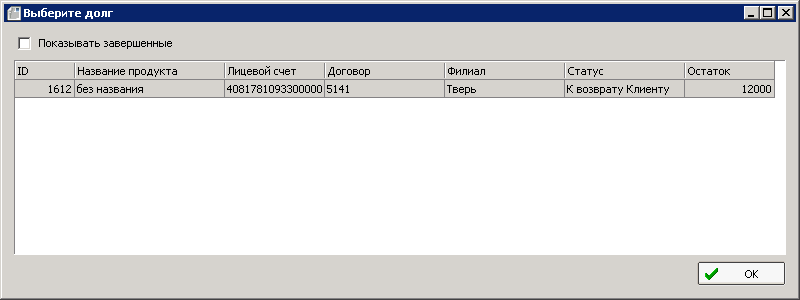 Выберите долг
Показывать завершенные
ID Название продукта Лицевой счет Договор Филиал Статус Остаток
1612 без названия 4081781093300000 5141 Тверь К возврату Клиенту 12000
OK